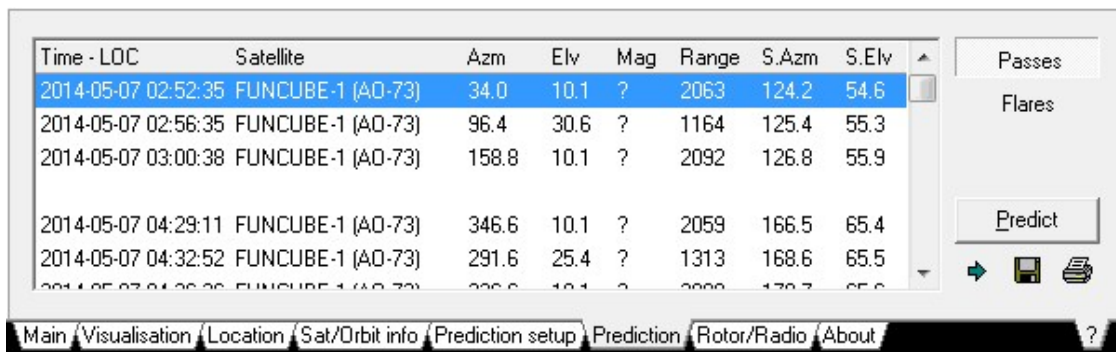 Time - LOC Satellite Azm Elv Mag Range S.Azm S.Elv
2014-05-07 02:52:35 FUNCUBE-1 (AO-73) 34.0 10.1 ? 2063 124.2 54.6
2014-05-07 02:56:35 FUNCUBE-1 (AO-73) 96.4 30.6 ? 1164 125.4 55.3
2014-05-07 03:00:38 FUNCUBE-1 (AO-73) 158.8 10.1 ? 2092 126.8 55.9
2014-05-07 04:29:11 FUNCUBE-1 (AO-73) 346.6 10.1 ? 2059 166.5 65.4
2014-05-07 04:32:52 FUNCUBE-1 (AO-73) 291.6 25.4 ? 1313 168.6 65.5
Passes
Flares
Predict
Main Visualisation Location Sat/Orbit info Prediction setup Prediction Rotor/Radio About ?